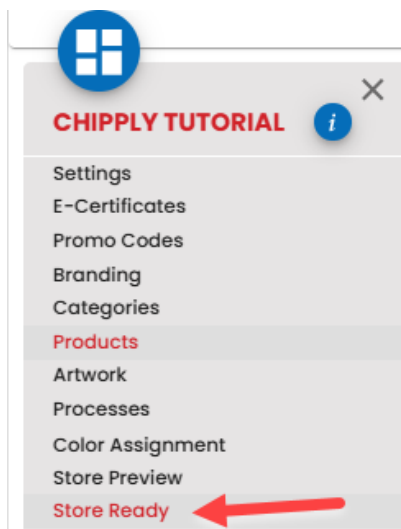 CHIPPLY TUTORIAL i
Settings
E-Certificates
Promo Codes
Branding
Categories
Products
Artwork
Processes
Color Assignment
Store Preview
Store Ready